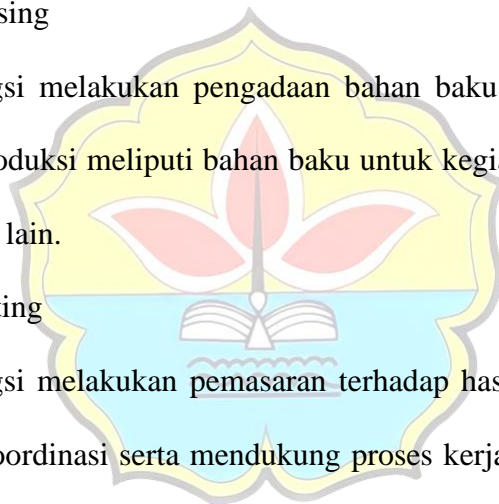 sing
gsi melakukan pengadaan bahan baku
oduksi meliputi bahan baku untuk kegia
lain.
ting
gsi melakukan pemasaran terhadap has
oordinasi serta mendukung proses kerja